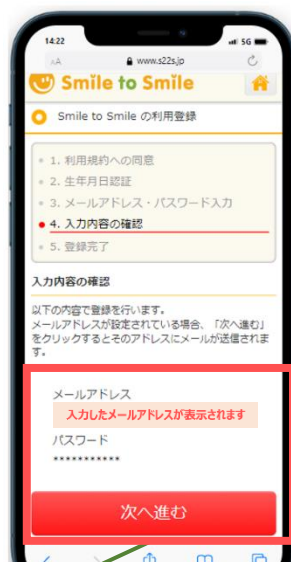 14:22
5G
AA
www.s22s.jp
Smile to Smile
Smile to Smile の利用登録
1. 利用規約への同意
2. 生年月日認証
3. メールアドレス・パスワード入力
4. 入力内容の確認
5. 登録完了
入力内容の確認
以下の内容で登録を行います。
メールアドレスが設定されている場合、「次へ進む」
をクリックするとそのアドレスにメールが送信されま
す。
メールアドレス
入力したメールアドレスが表示されます
パスワード
***********
次へ進む